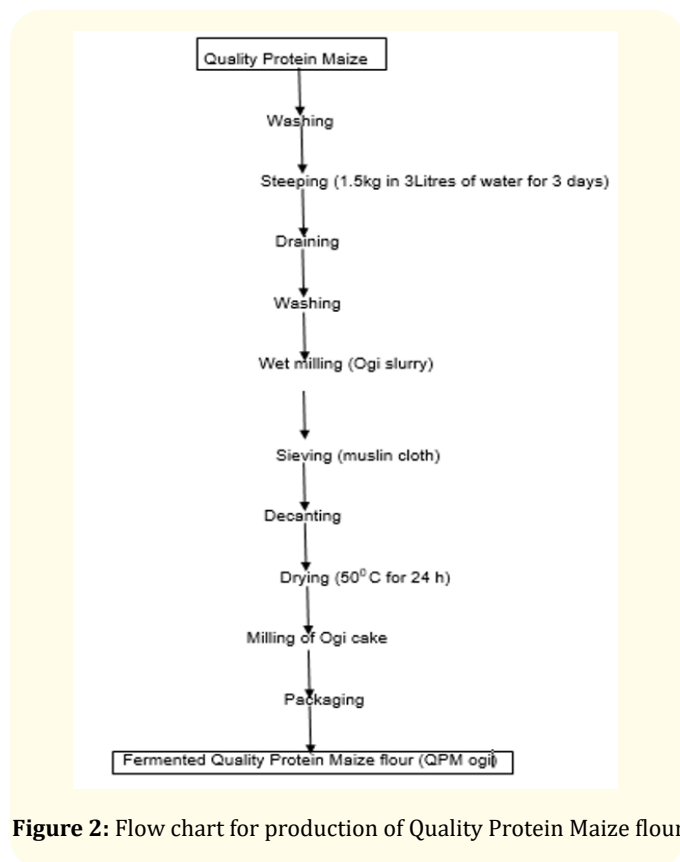 Quality Protein Maize
Washing
Steeping (1.5kg in 3Litres of water for 3 days)
Draining
Washing
Wet milling (Ogi slurry)
Sieving (muslin cloth)
Decanting
Drying (50⁰ C for 24 h)
Milling of Ogi cake
Packaging
Fermented Quality Protein Maize flour (QPM ogi)
Figure 2: Flow chart for production of Quality Protein Maize flour